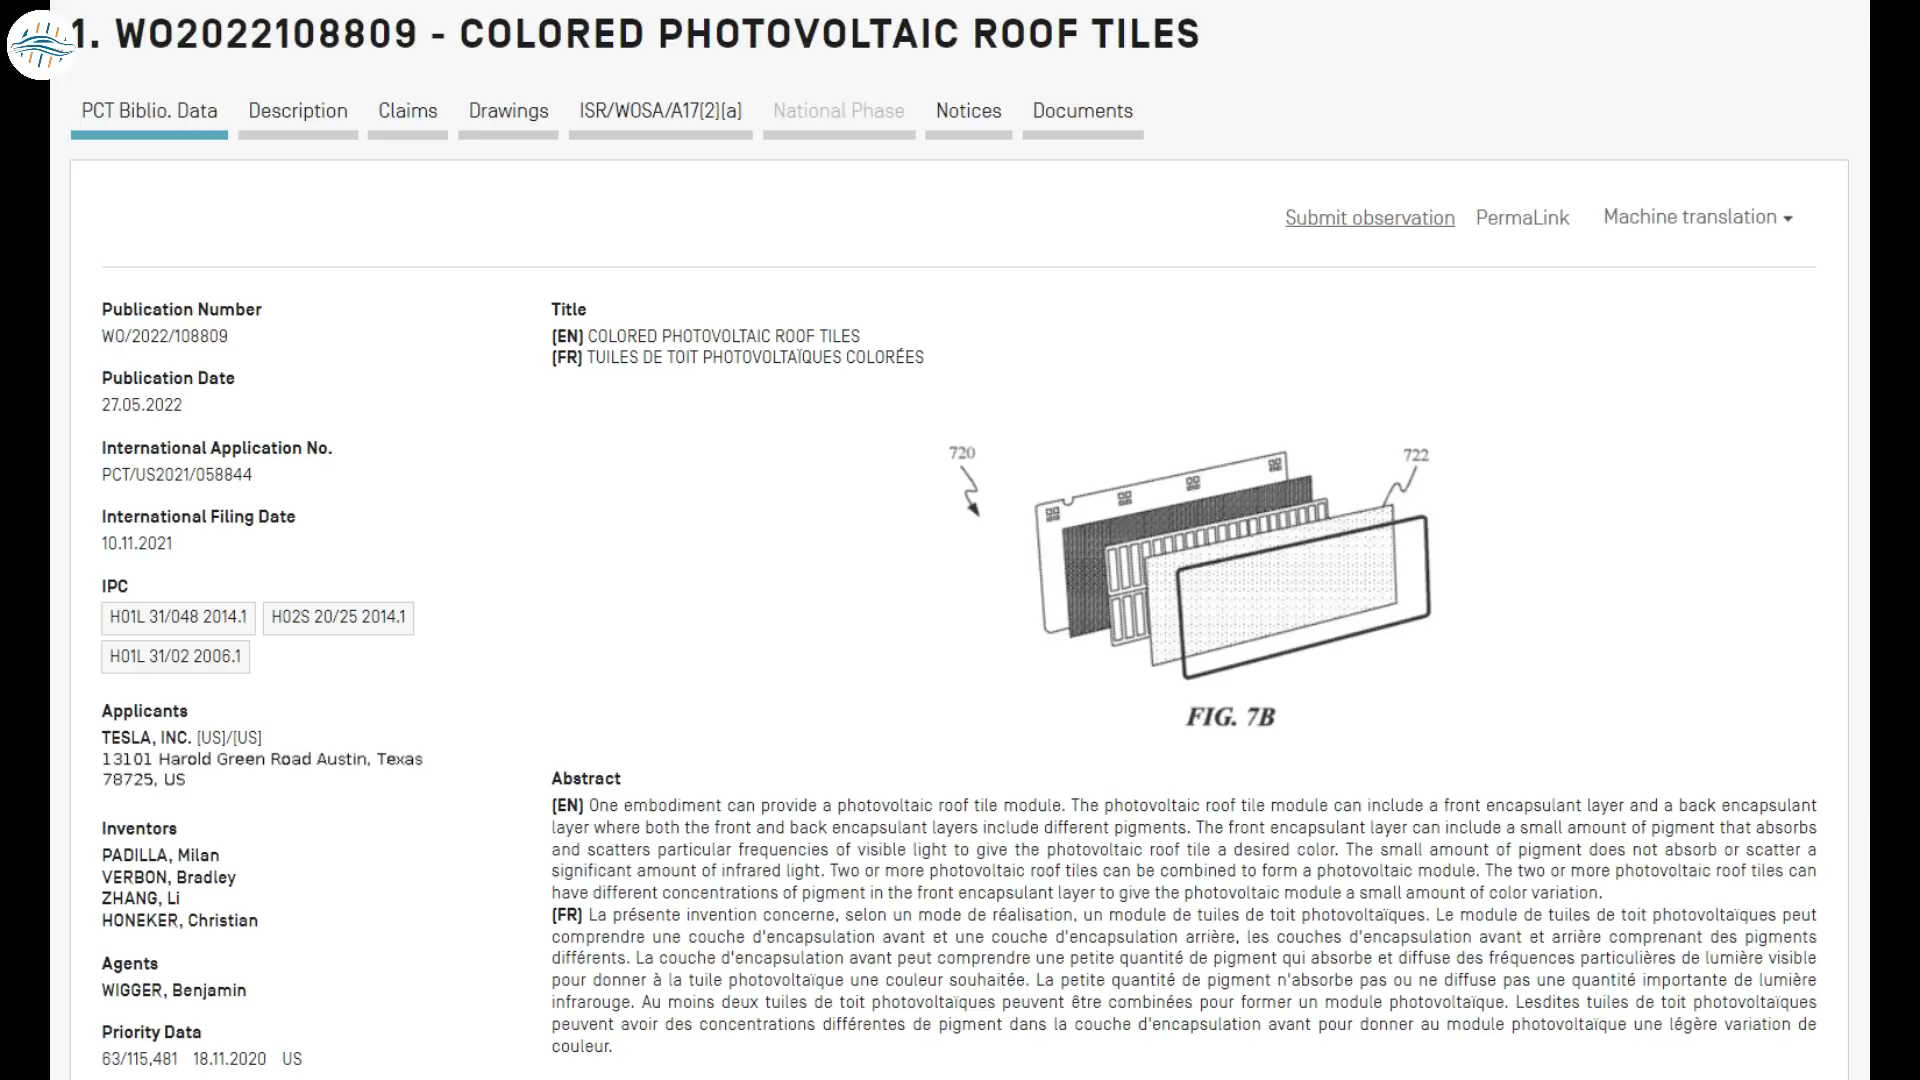 1. WO2022108809 - COLORED PHOTOVOLTAIC ROOF TILES
PCT Biblio. Data Description Claims Drawings ISR/WOSA/A17(2)(a) National Phase Notices Documents
Submit observation PermaLink Machine translation
Publication Number
WO/2022/108809
Publication Date
27.05.2022
International Application No.
PCT/US2021/058844
International Filing Date
10.11.2021
IPC
H01L 31/048 2014.1 H02S 20/25 2014.1
H01L 31/02 2006.1
Applicants
TESLA, INC. [US]/[US]
13101 Harold Green Road Austin, Texas
78725, US
Inventors
PADILLA, Milan
VERBON, Bradley
ZHANG, Li
HONEKER, Christian
Agents
WIGGER, Benjamin
Priority Data
63/115,481 18.11.2020 US
Title
[EN] COLORED PHOTOVOLTAIC ROOF TILES
[FR] TUILES DE TOIT PHOTOVOLTAÏQUES COLORÉES
720
722
FIG. 7B
Abstract
[EN] One embodiment can provide a photovoltaic roof tile module. The photovoltaic roof tile module can include a front encapsulant layer and a back encapsulant
layer where both the front and back encapsulant layers include different pigments. The front encapsulant layer can include a small amount of pigment that absorbs
and scatters particular frequencies of visible light to give the photovoltaic roof tile a desired color. The small amount of pigment does not absorb or scatter a
significant amount of infrared light. Two or more photovoltaic roof tiles can be combined to form a photovoltaic module. The two or more photovoltaic roof tiles can
have different concentrations of pigment in the front encapsulant layer to give the photovoltaic module a small amount of color variation.
[FR] La présente invention concerne, selon un mode de réalisation, un module de tuiles de toit photovoltaïques. Le module de tuiles de toit photovoltaïques peut
comprendre une couche d'encapsulation avant et une couche d'encapsulation arrière, les couches d'encapsulation avant et arrière comprenant des pigments
différents. La couche d'encapsulation avant peut comprendre une petite quantité de pigment qui absorbe et diffuse des fréquences particulières de lumière visible
pour donner à la tuile photovoltaïque une couleur souhaitée. La petite quantité de pigment n'absorbe pas ou ne diffuse pas une quantité importante de lumière
infrarouge. Au moins deux tuiles de toit photovoltaïques peuvent être combinées pour former un module photovoltaïque. Lesdites tuiles de toit photovoltaïques
peuvent avoir des concentrations différentes de pigment dans la couche d'encapsulation avant pour donner au module photovoltaïque une légère variation de
couleur.